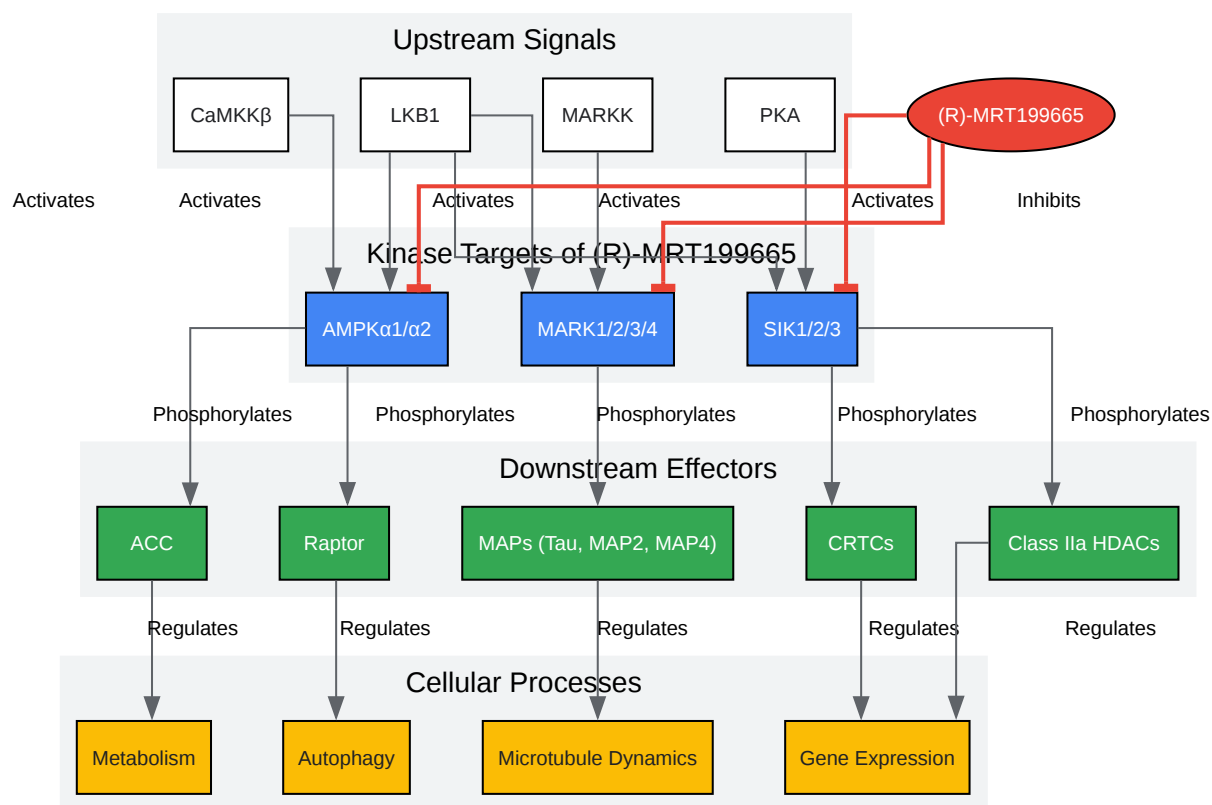 Upstream Signals
CaMKKβ
LKB1
MARKK
PKA
(R)-MRT199665
Activates
Activates
Activates
Activates
Activates
Inhibits
Kinase Targets of (R)-MRT199665
AMPKα1/α2
MARK1/2/3/4
SIK1/2/3
Phosphorylates
Phosphorylates
Phosphorylates
Phosphorylates
Phosphorylates
Downstream Effectors
ACC
Raptor
MAPs (Tau, MAP2, MAP4)
CRTCs
Class IIa HDACs
Regulates
Regulates
Regulates
Regulates
Regulates
Cellular Processes
Metabolism
Autophagy
Microtubule Dynamics
Gene Expression